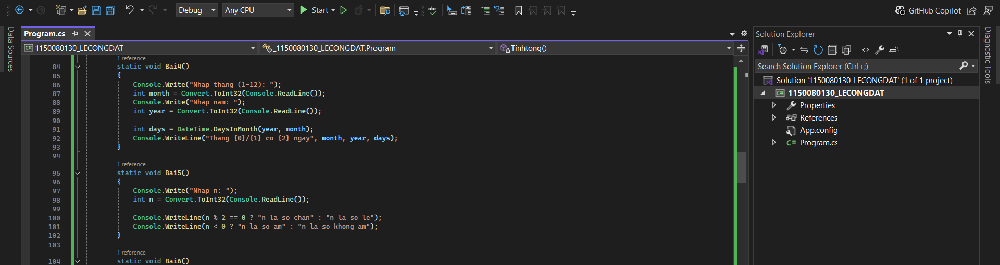 Debug Any CPU Start GitHub Copilot
Data Sources
Program.cs
1150080130_LECONGDAT _1150080130_LECONGDAT.Program Tinhtong()
1 reference
84 static void Bai4()
85 {
86 Console.Write("Nhap thang (1-12): ");
87 int month = Convert.ToInt32(Console.ReadLine());
88 Console.Write("Nhap nam: ");
89 int year = Convert.ToInt32(Console.ReadLine());
90
91 int days = DateTime.DaysInMonth(year, month);
92 Console.WriteLine("Thang {0}/{1} co {2} ngay", month, year, days);
93 }
94
1 reference
95 static void Bai5()
96 {
97 Console.Write("Nhap n: ");
98 int n = Convert.ToInt32(Console.ReadLine());
99
100 Console.WriteLine(n % 2 == 0 ? "n la so chan" : "n la so le");
101 Console.WriteLine(n < 0 ? "n la so am" : "n la so khong am");
102 }
103
1 reference
104 static void Bai6()
Solution Explorer
Search Solution Explorer (Ctrl+;)
Solution '1150080130_LECONGDAT' (1 of 1 project)
C# 1150080130_LECONGDAT
Properties
References
App.config
C# Program.cs
Diagnostic Tools